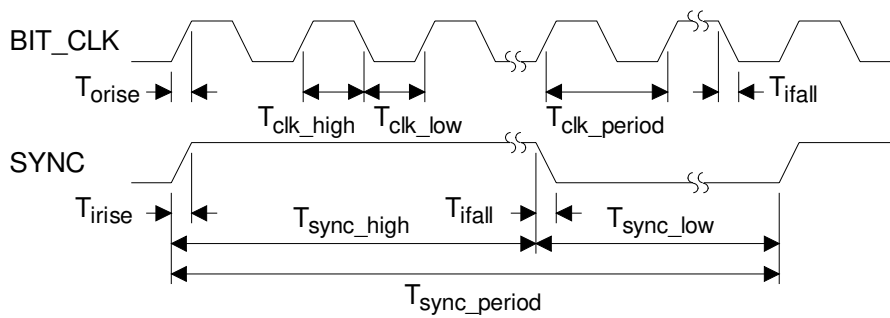 BIT_CLK
Torise
Tclk_high
Tclk_low
Tclk_period
Tifall
SYNC
Tirise
Tsync_high
Tifall
Tsync_low
Tsync_period